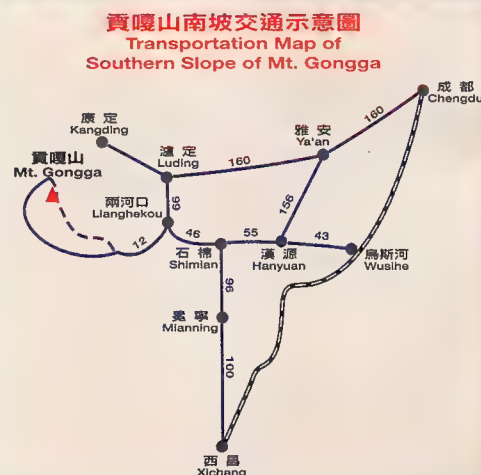 貢嘎山南坡交通示意圖
Transportation Map of
Southern Slope of Mt. Gongga
成都
Chengdu
康定
Kangding
雅安
Ya'an
160
瀘定
Luding
160
貢嘎山
Mt. Gongga
兩河口
Lianghekou
66
156
12
46
石棉
Shimian
55
漢源
Hanyuan
43
烏斯河
Wusihe
96
冕寧
Mianning
100
西昌
Xichang